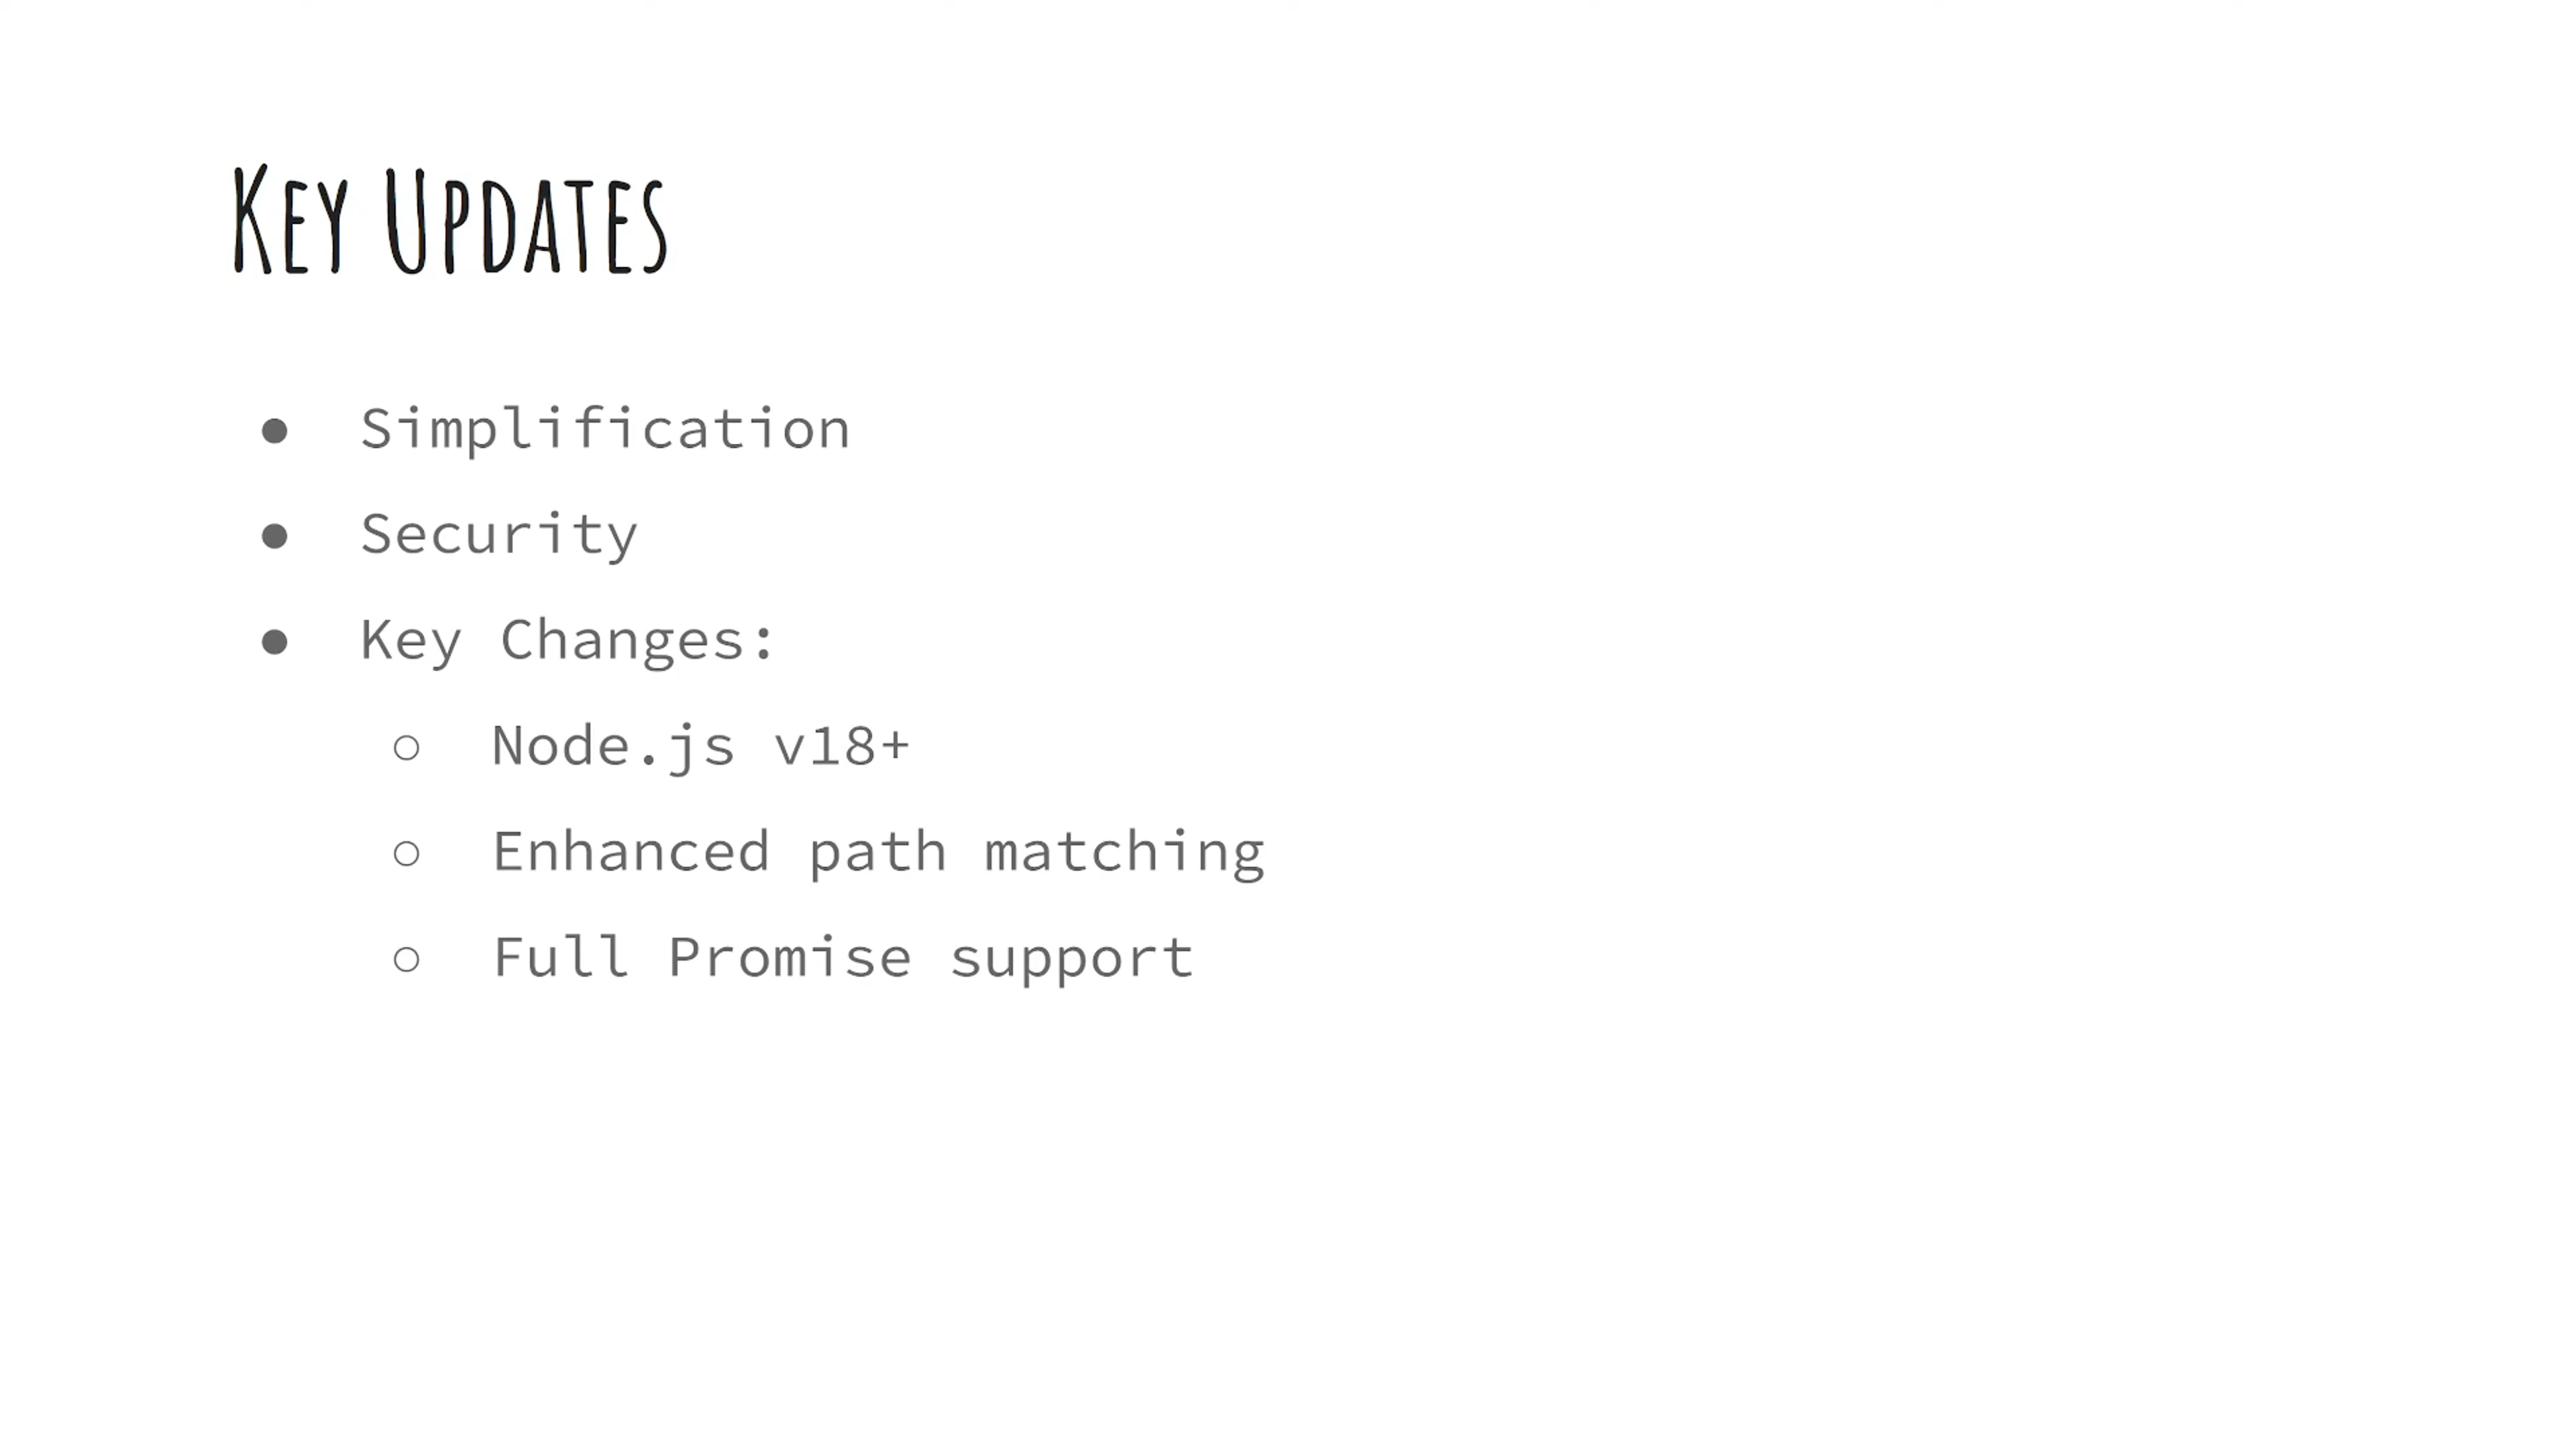 Key Updates
● Simplification
● Security
● Key Changes:
○ Node.js v18+
○ Enhanced path matching
○ Full Promise support